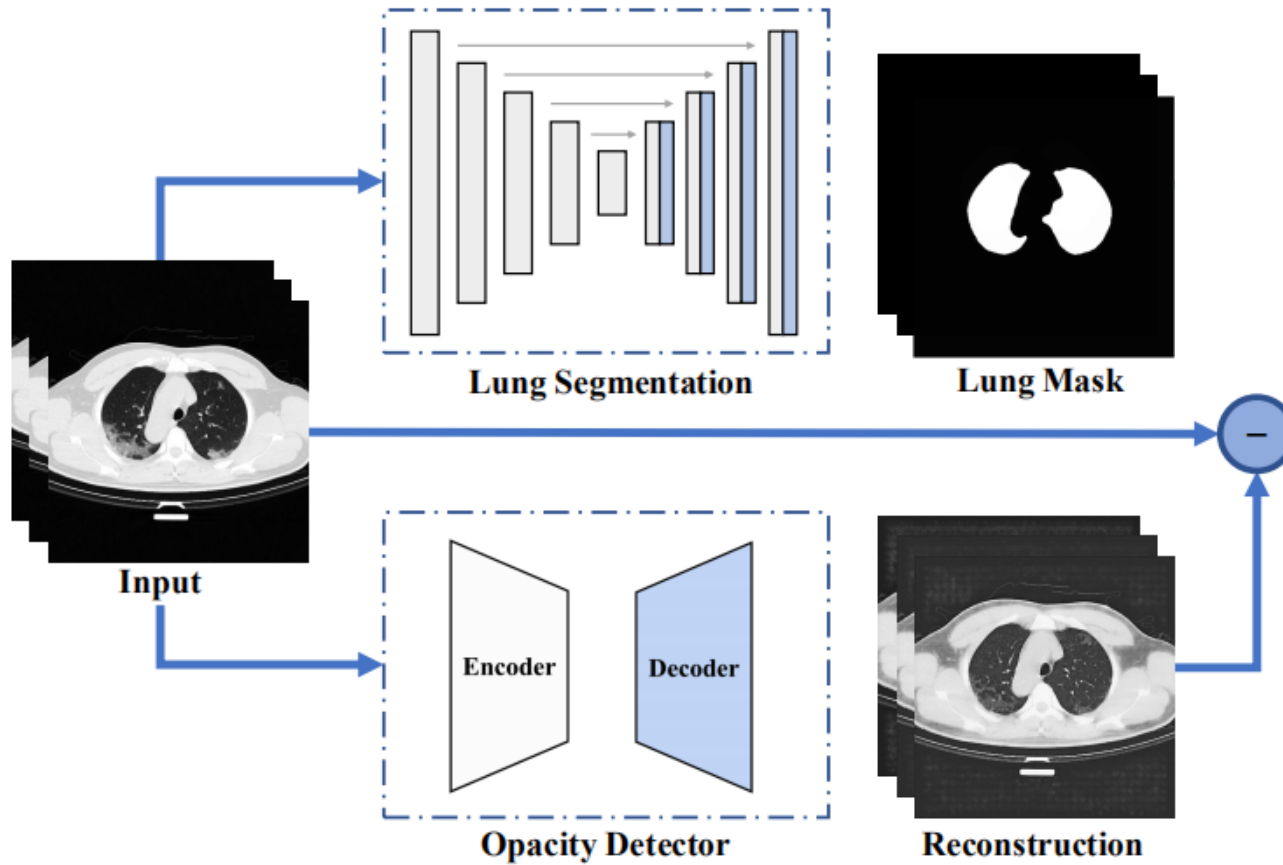 Lung Segmentation
Lung Mask
−
Input
Encoder
Decoder
Opacity Detector
Reconstruction